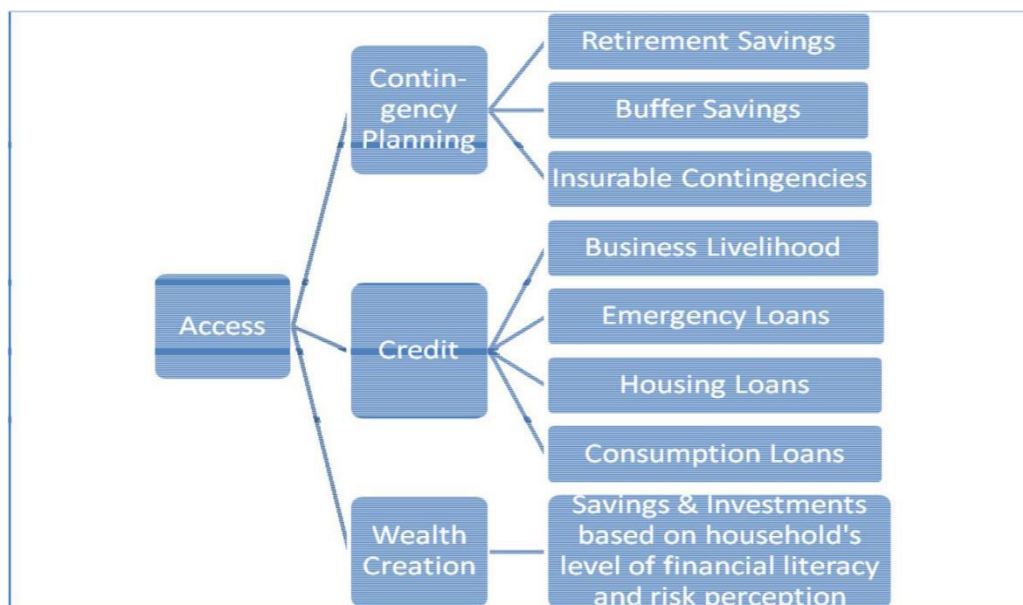 Retirement Savings
Contin-
gency
Planning
Buffer Savings
Insurable Contingencies
Business Livelihood
Access
Credit
Emergency Loans
Housing Loans
Consumption Loans
Wealth
Creation
Savings & Investments
based on household's
level of financial literacy
and risk perception